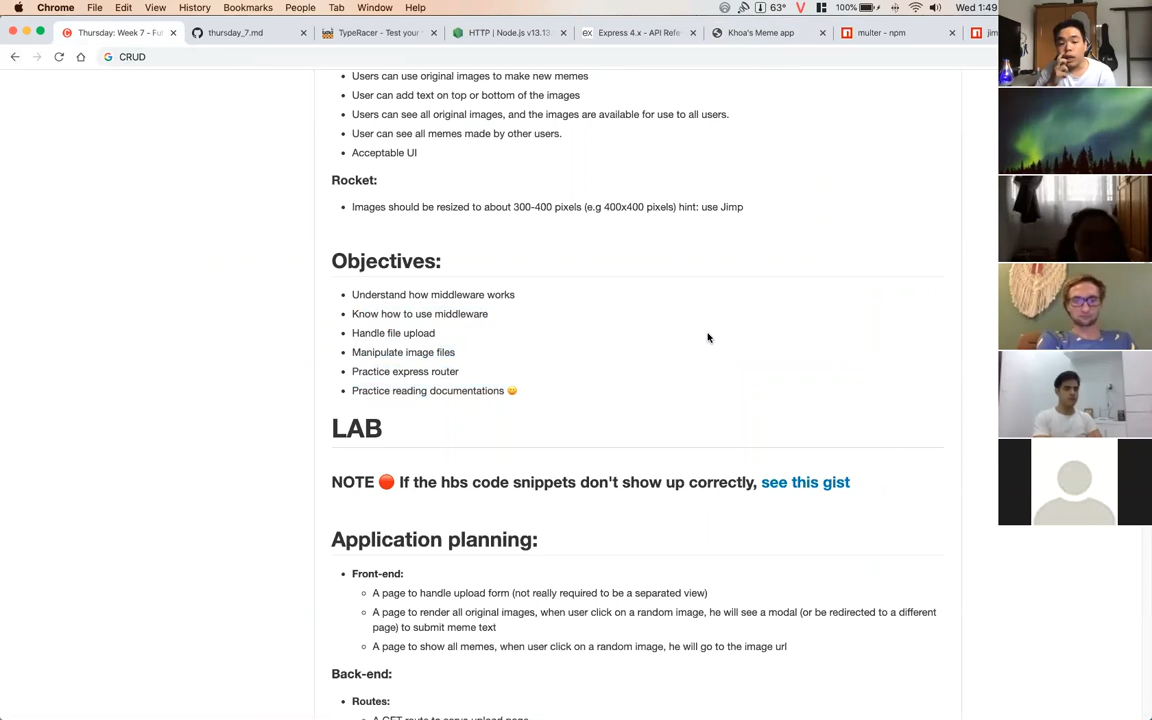 Chrome File Edit View History Bookmarks People Tab Window Help 63° 100% Wed 1:49
Thursday: Week 7 - Fu thursday_7.md TypeRacer - Test your HTTP | Node.js v13.13. ex Express 4.x - API Refe Khoa's Meme app multer - npm jim
CRUD
Users can use original images to make new memes
User can add text on top or bottom of the images
Users can see all original images, and the images are available for use to all users.
User can see all memes made by other users.
Acceptable UI
Rocket:
Images should be resized to about 300-400 pixels (e.g 400x400 pixels) hint: use Jimp
Objectives:
Understand how middleware works
Know how to use middleware
Handle file upload
Manipulate image files
Practice express router
Practice reading documentations 😀
LAB
NOTE 🔴 If the hbs code snippets don't show up correctly, see this gist
Application planning:
Front-end:
A page to handle upload form (not really required to be a separated view)
A page to render all original images, when user click on a random image, he will see a modal (or be redirected to a different
page) to submit meme text
A page to show all memes, when user click on a random image, he will go to the image url
Back-end:
Routes:
A GET route to serve upload page